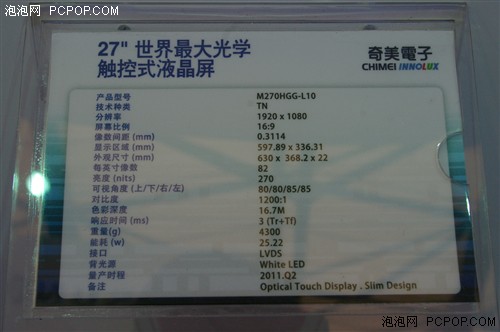 泡泡网 PCPOP.COM
27" 世界最大光学
触控式液晶屏
奇美電子
CHIMEI INNOLUX
产品型号 M270HGG-L10
技术种类 TN
分辨率 1920 x 1080
屏幕比例 16:9
像数间距 (mm) 0.3114
显示区域 (mm) 597.89 x 336.31
外观尺寸 (mm) 630 x 368.2 x 22
每英寸像数 82
亮度 (nits) 270
可视角度 (上/下/右/左) 80/80/85/85
对比度 1200:1
色彩深度 16.7M
响应时间 (ms) 3 (Tr+Tf)
重量(g) 4300
能耗 (w) 25.22
接口 LVDS
背光源 White LED
量产时程 2011.Q2
备注 Optical Touch Display . Slim Design
泡泡网 PCPOP.COM